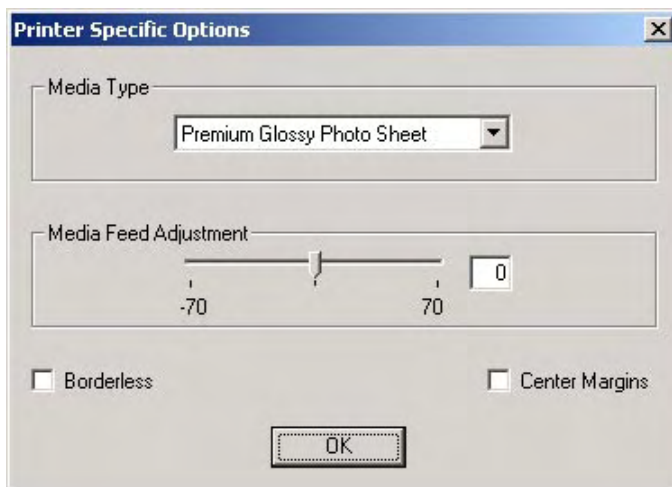 Printer Specific Options
Media Type
Premium Glossy Photo Sheet
Media Feed Adjustment
0
-70 70
Borderless Center Margins
OK